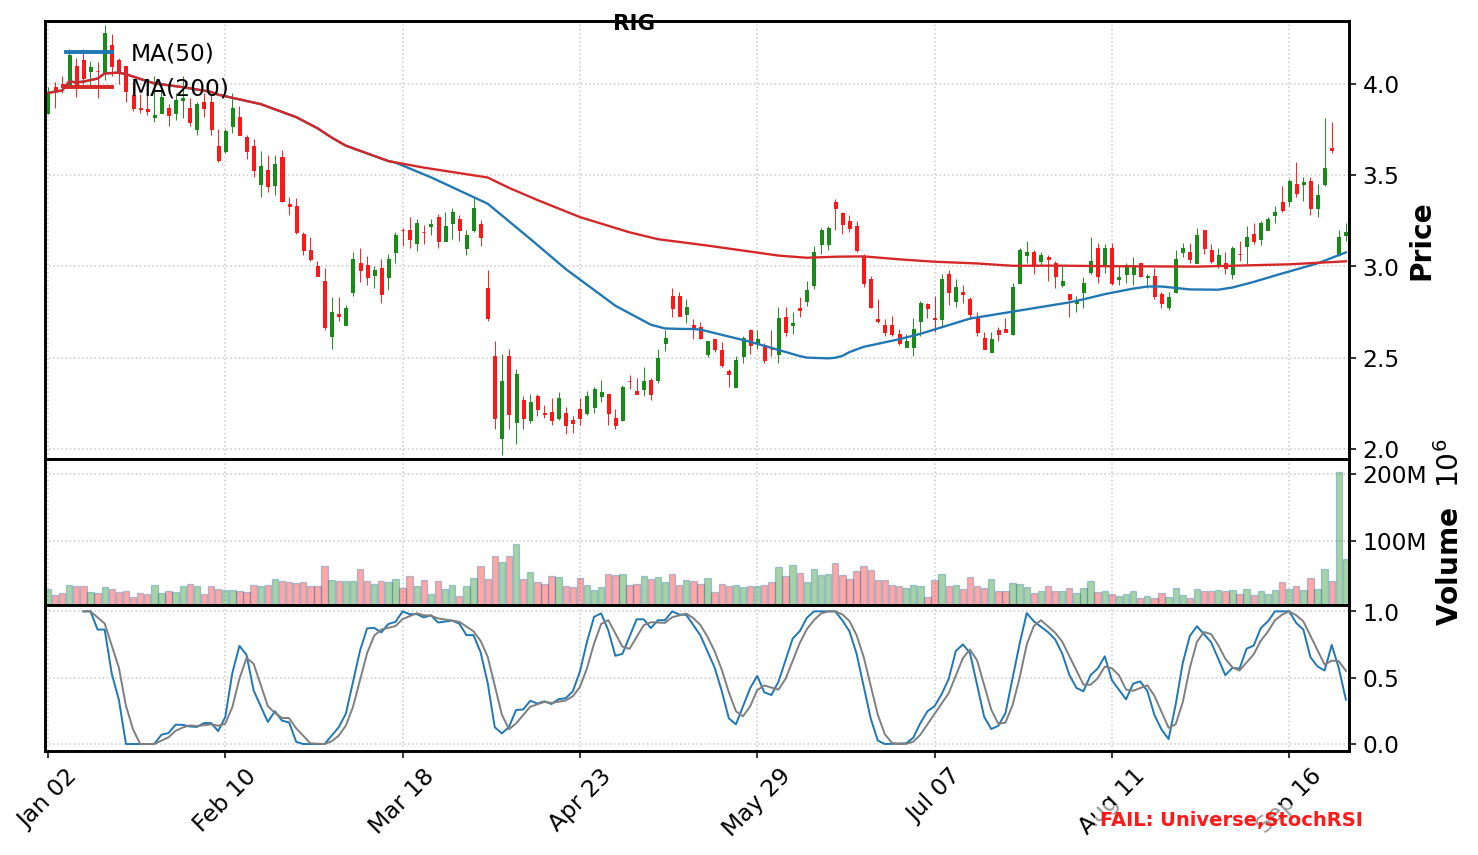 RIG
MA(50)
MA(200)
4.0
3.5
3.0
2.5
2.0
Price
10^6
200M
100M
Volume
1.0
0.5
0.0
Jan 02
Feb 10
Mar 18
Apr 23
May 29
Jul 07
Aug 11
Sep 16
FAIL: Universe,StochRSI